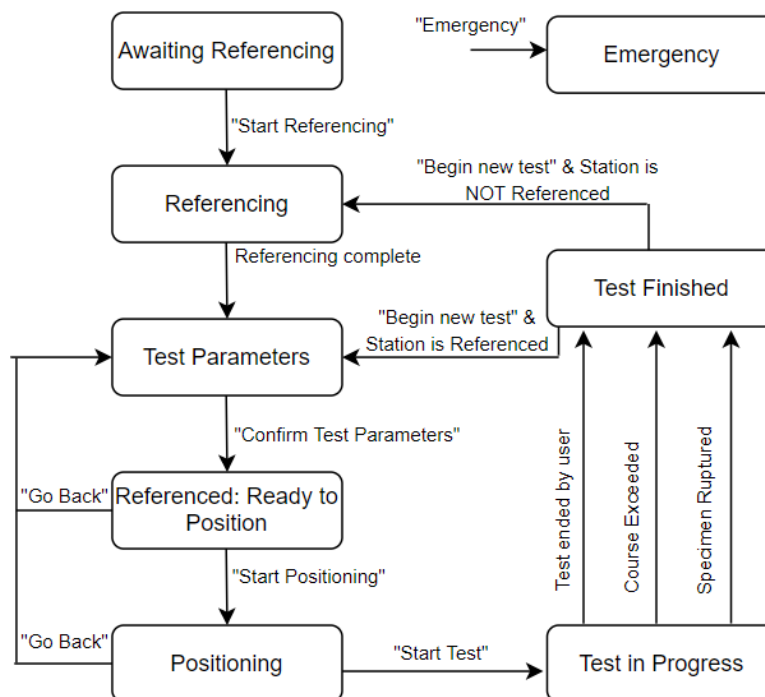 Awaiting Referencing
"Emergency"
Emergency
"Start Referencing"
"Begin new test" & Station is
NOT Referenced
Referencing
Referencing complete
Test Finished
"Begin new test" &
Station is Referenced
Test Parameters
"Confirm Test Parameters"
"Go Back"
Referenced: Ready to
Position
Test ended by user
Course Exceeded
Specimen Ruptured
"Start Positioning"
"Go Back"
Positioning
"Start Test"
Test in Progress